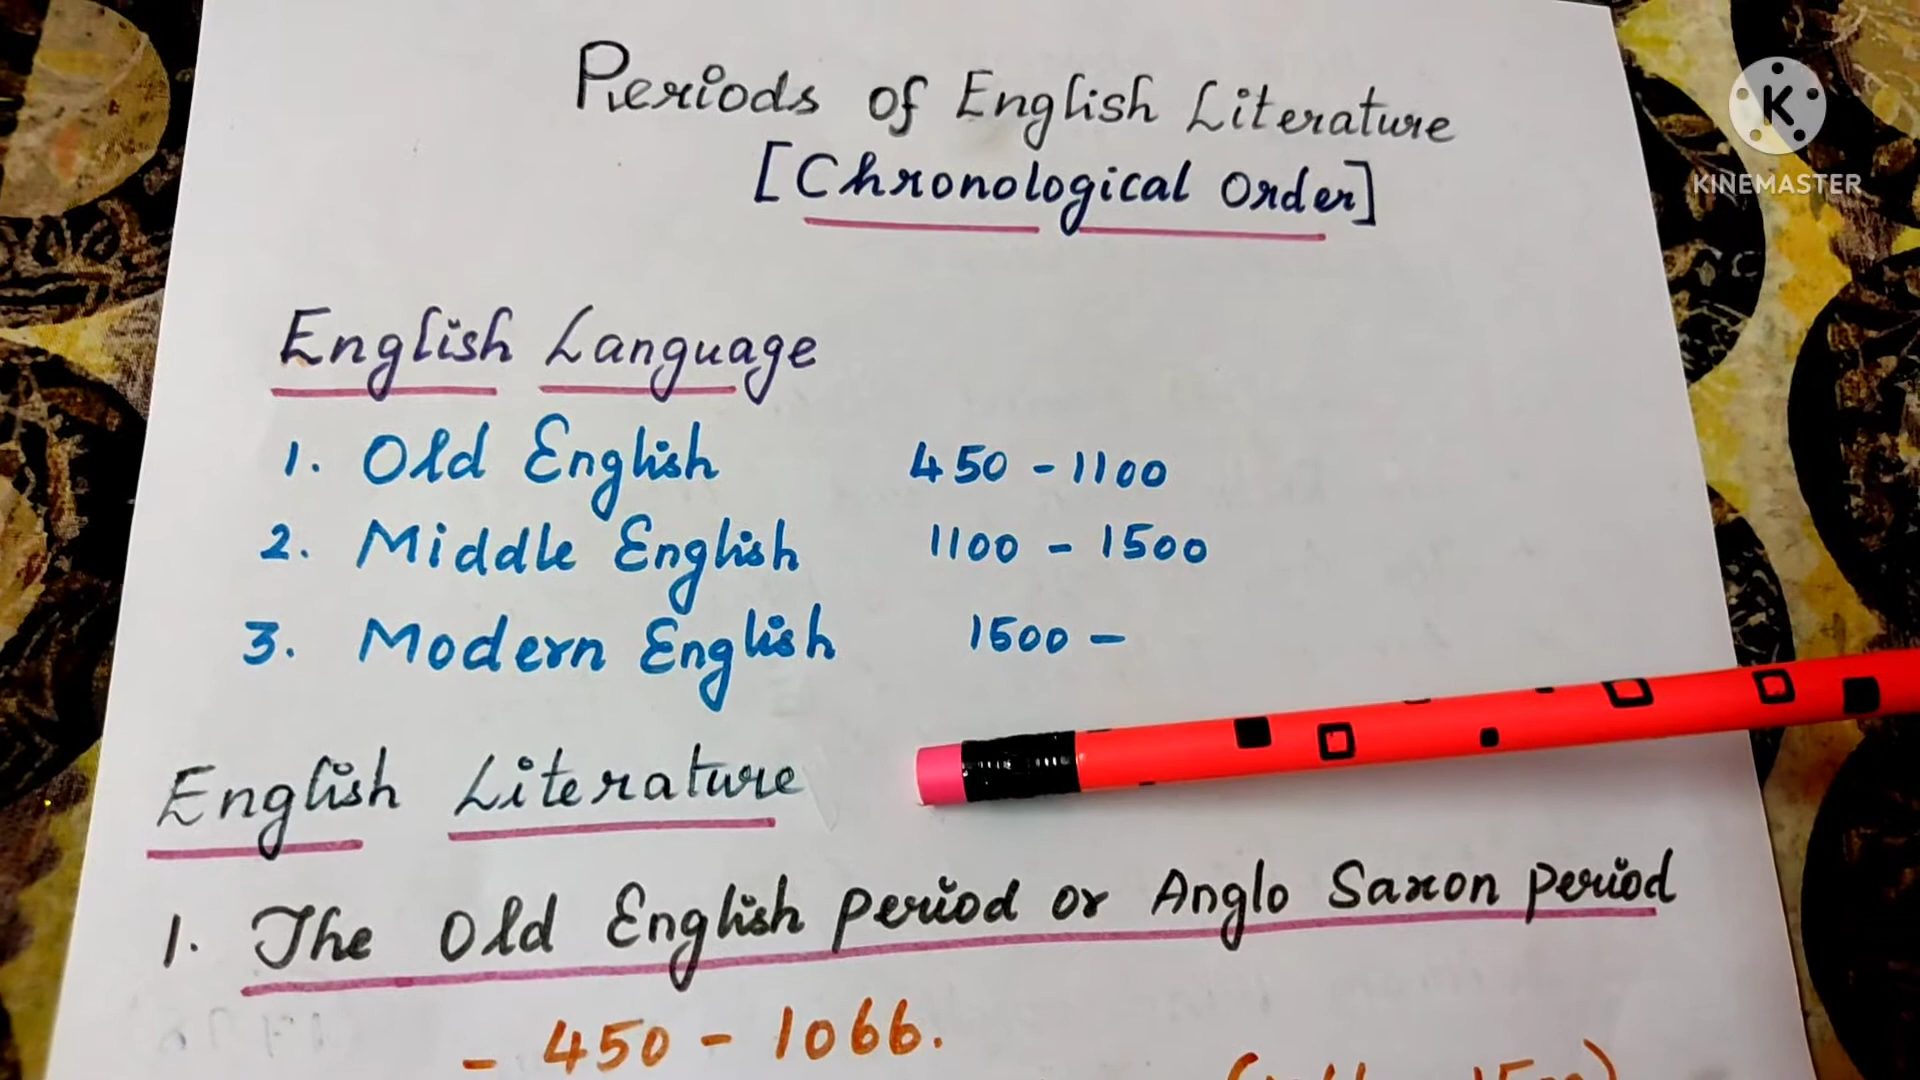 Periods of English Literature
[Chronological Order]
K
KINEMASTER
English Language
1. Old English 450 - 1100
2. Middle English 1100 - 1500
3. Modern English 1500 -
English Literature
1. The Old English period or Anglo Saxon period
- 450 - 1066.